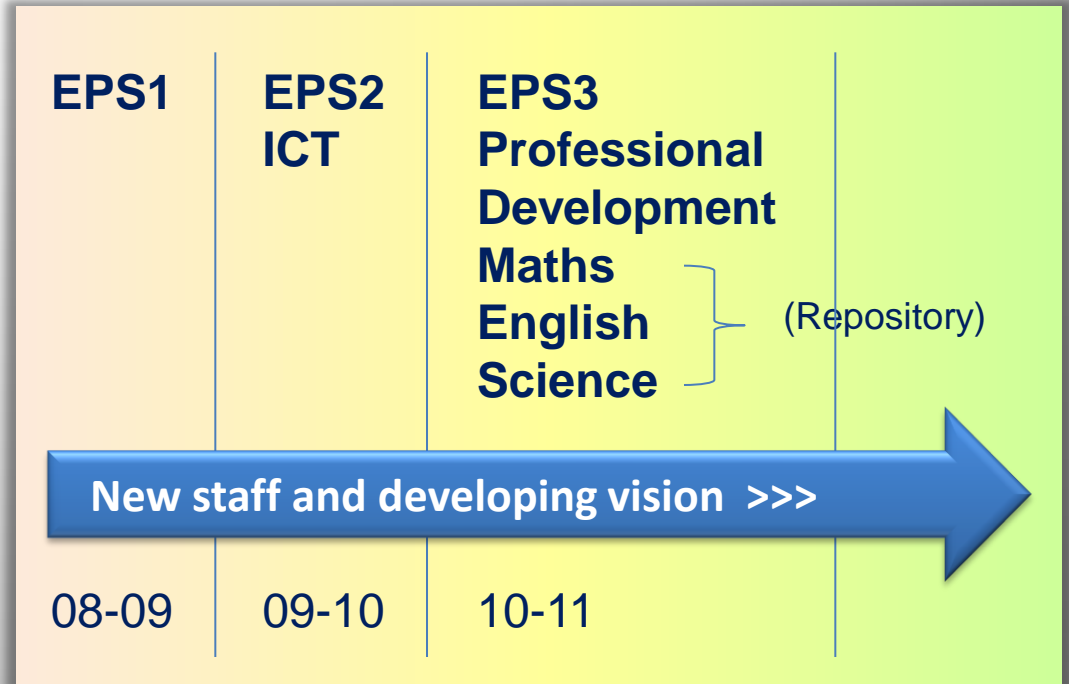 EPS1
EPS2
ICT
EPS3
Professional
Development
Maths
English
Science
(Repository)
New staff and developing vision >>>
08-09
09-10
10-11